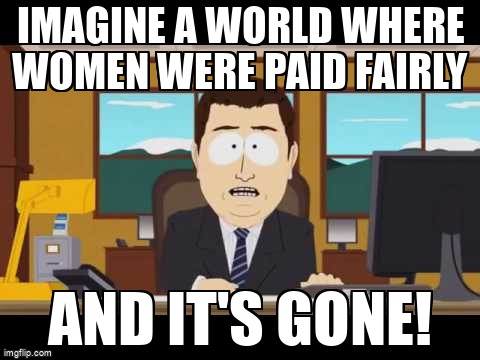 IMAGINE A WORLD WHERE
WOMEN WERE PAID FAIRLY
AND IT'S GONE!
imgflip.com